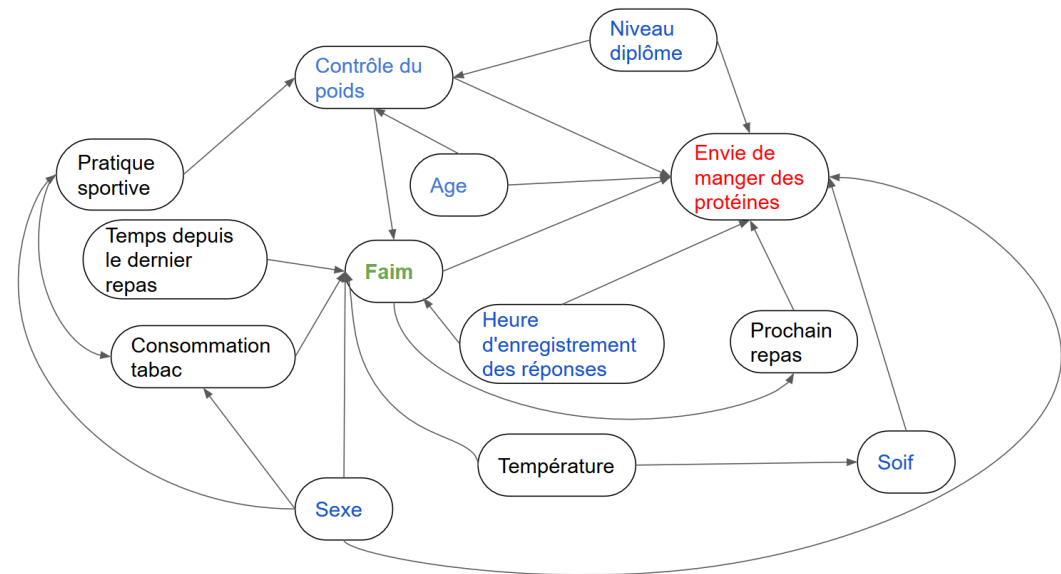 Niveau
diplôme
Contrôle du
poids
Envie de
manger des
protéines
Pratique
sportive
Age
Temps depuis
le dernier
repas
Faim
Heure
d'enregistrement
des réponses
Prochain
repas
Consommation
tabac
Température
Soif
Sexe